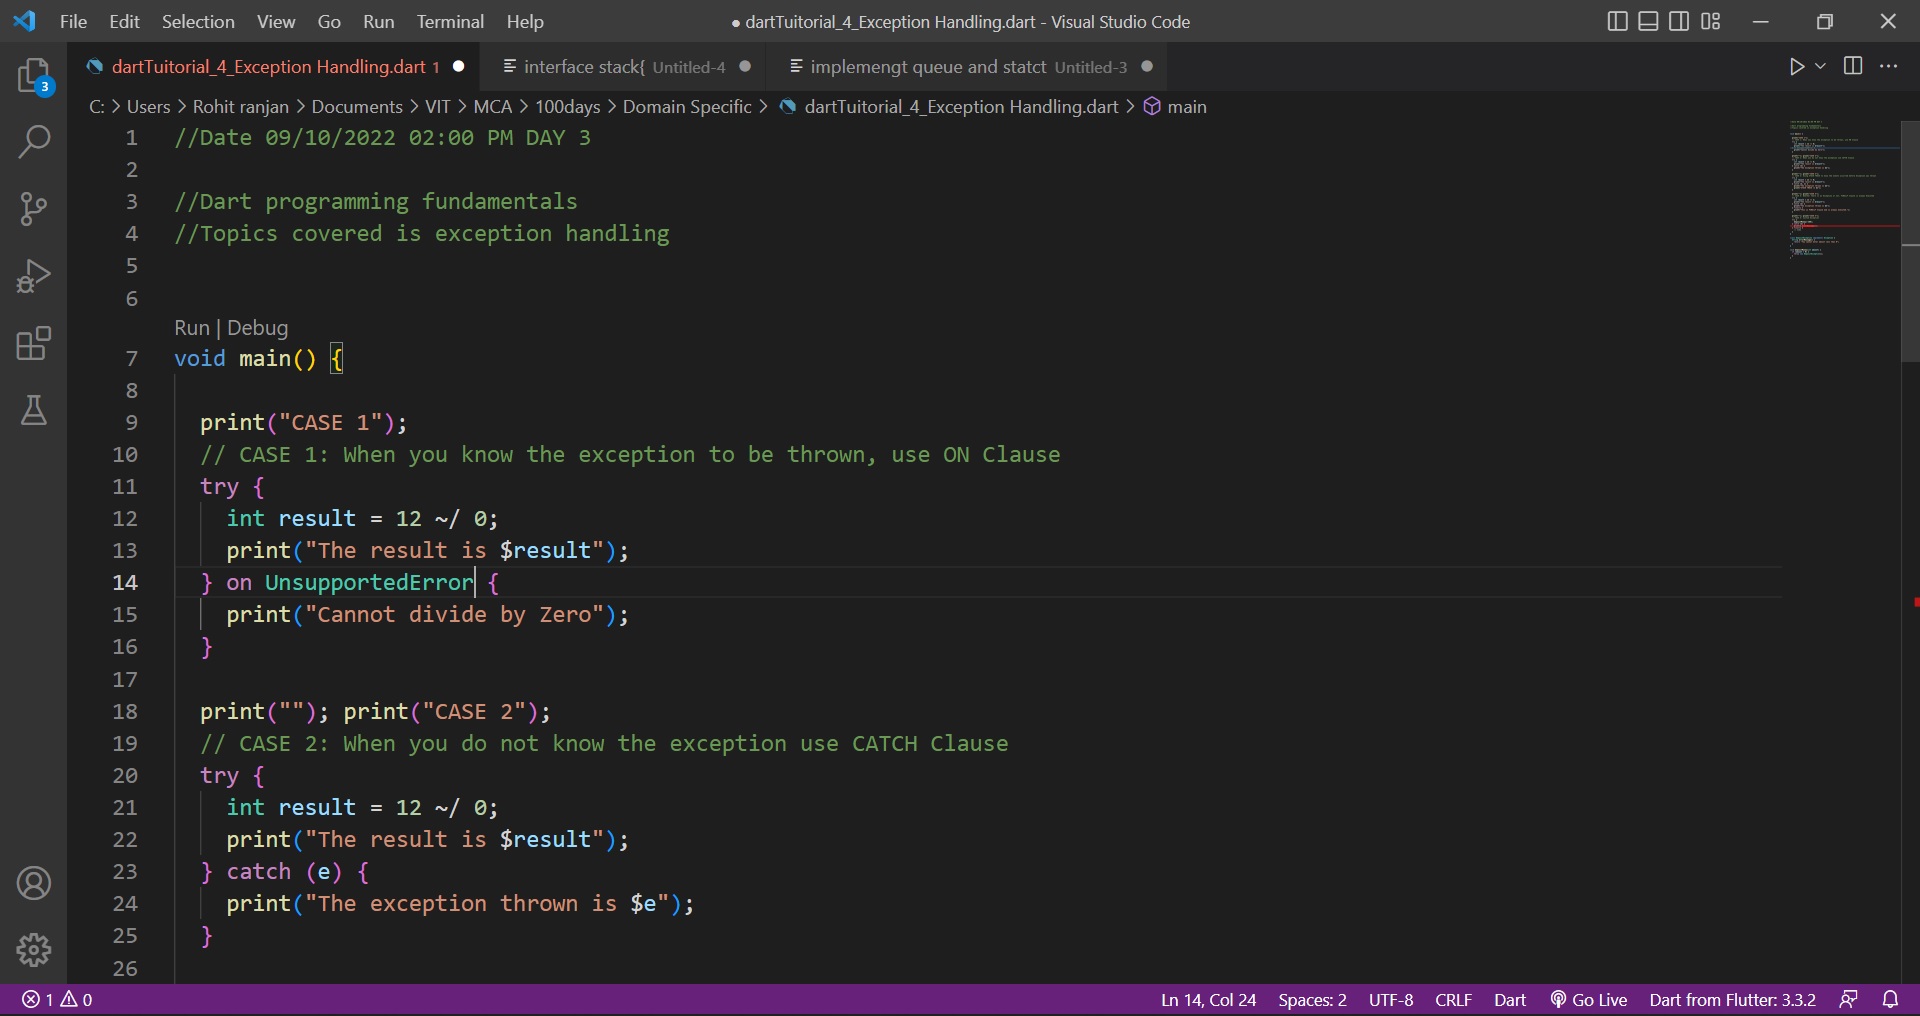 File Edit Selection View Go Run Terminal Help ● dartTuitorial_4_Exception Handling.dart - Visual Studio Code
dartTuitorial_4_Exception Handling.dart 1 ● interface stack{ Untitled-4 ● implemengt queue and statct Untitled-3 ●
C: > Users > Rohit ranjan > Documents > VIT > MCA > 100days > Domain Specific > dartTuitorial_4_Exception Handling.dart > main
3
1 //Date 09/10/2022 02:00 PM DAY 3
2
3 //Dart programming fundamentals
4 //Topics covered is exception handling
5
6
Run | Debug
7 void main() {
8
9 print("CASE 1");
10 // CASE 1: When you know the exception to be thrown, use ON Clause
11 try {
12 int result = 12 ~/ 0;
13 print("The result is $result");
14 } on UnsupportedError {
15 print("Cannot divide by Zero");
16 }
17
18 print(""); print("CASE 2");
19 // CASE 2: When you do not know the exception use CATCH Clause
20 try {
21 int result = 12 ~/ 0;
22 print("The result is $result");
23 } catch (e) {
24 print("The exception thrown is $e");
25 }
26
1 0 Ln 14, Col 24 Spaces: 2 UTF-8 CRLF Dart Go Live Dart from Flutter: 3.3.2